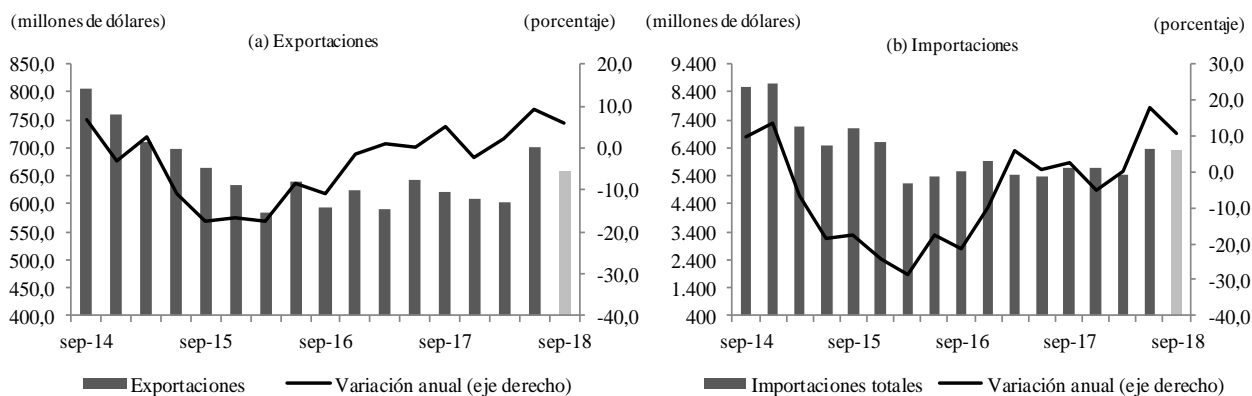 (millones de dólares)
(porcentaje)
(a) Exportaciones
850,0
800,0
750,0
700,0
650,0
600,0
550,0
500,0
450,0
400,0
20,0
10,0
0,0
-10,0
-20,0
-30,0
-40,0
sep-14
sep-15
sep-16
sep-17
sep-18
Exportaciones
Variación anual (eje derecho)
(millones de dólares)
(porcentaje)
(b) Importaciones
9.400
8.400
7.400
6.400
5.400
4.400
3.400
2.400
1.400
400
30,0
20,0
10,0
0,0
-10,0
-20,0
-30,0
-40,0
sep-14
sep-15
sep-16
sep-17
sep-18
Importaciones totales
Variación anual (eje derecho)